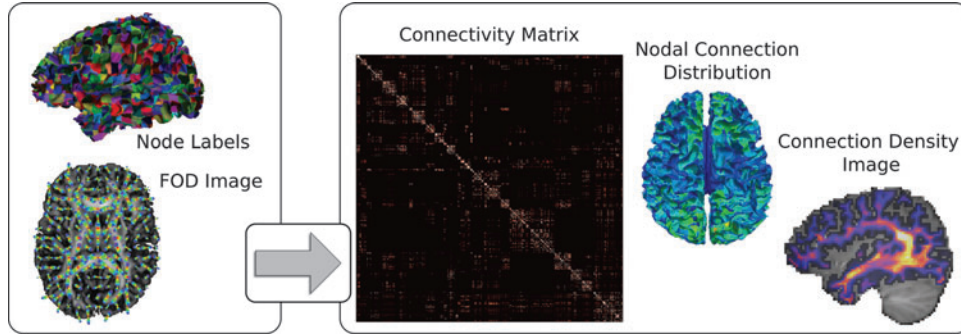 Node Labels
FOD Image
Connectivity Matrix
Nodal Connection
Distribution
Connection Density
Image